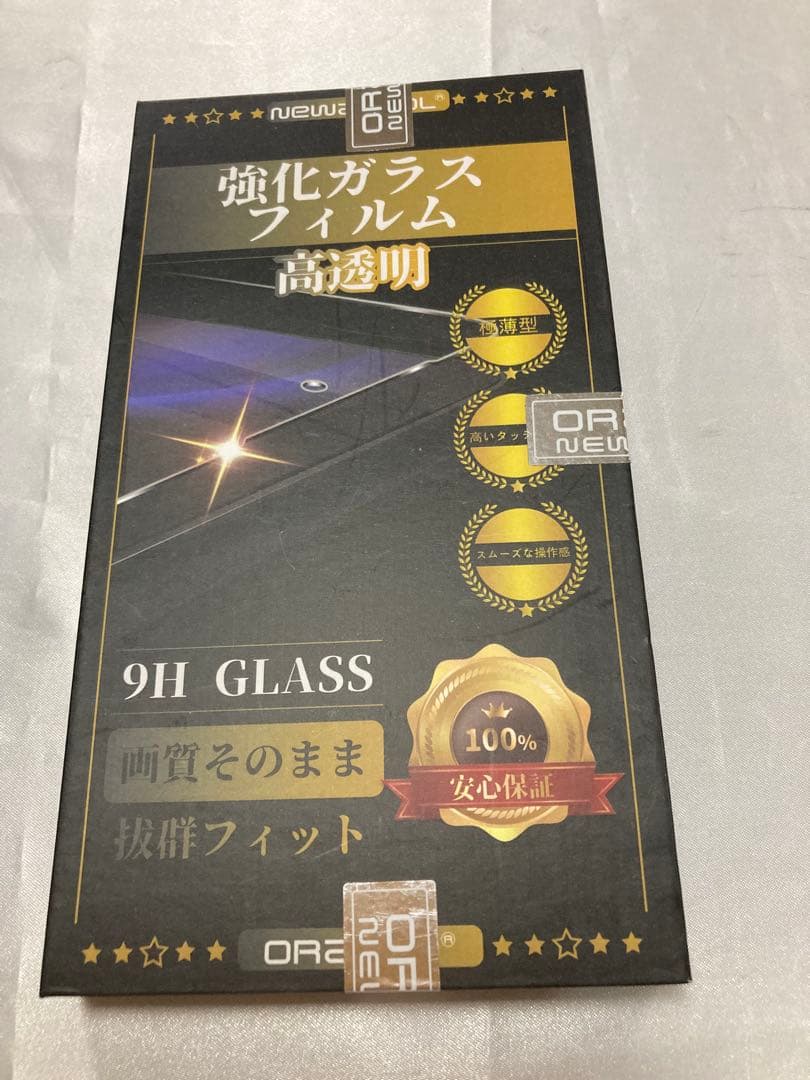 強化ガラス
フィルム
高透明
極薄型
高いタッチ
スムーズな操作感
9H GLASS
画質そのまま
抜群フィット
100%
安心保証